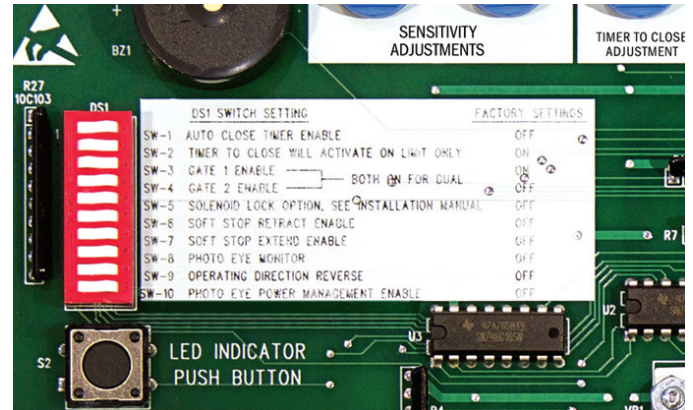 BZ1
SENSITIVITY
ADJUSTMENTS
TIMER TO CLOSE
ADJUSTMENT
R27
10C103
DS1
1
DS1 SWITCH SETTING FACTORY SETTINGS
SW-1 AUTO CLOSE TIMER ENABLE OFF
SW-2 TIMER TO CLOSE WILL ACTIVATE ON LIMIT ONLY ON
SW-3 GATE 1 ENABLE ON
BOTH ON FOR DUAL
SW-4 GATE 2 ENABLE OFF
SW-5 SOLENOID LOCK OPTION, SEE INSTALLATION MANUAL OFF
SW-6 SOFT STOP RETRACT ENABLE OFF
SW-7 SOFT STOP EXTEND ENABLE OFF
SW-8 PHOTO EYE MONITOR OFF
SW-9 OPERATING DIRECTION REVERSE OFF
SW-10 PHOTO EYE POWER MANAGEMENT ENABLE OFF
R7
U2
U3
S2
LED INDICATOR
PUSH BUTTON